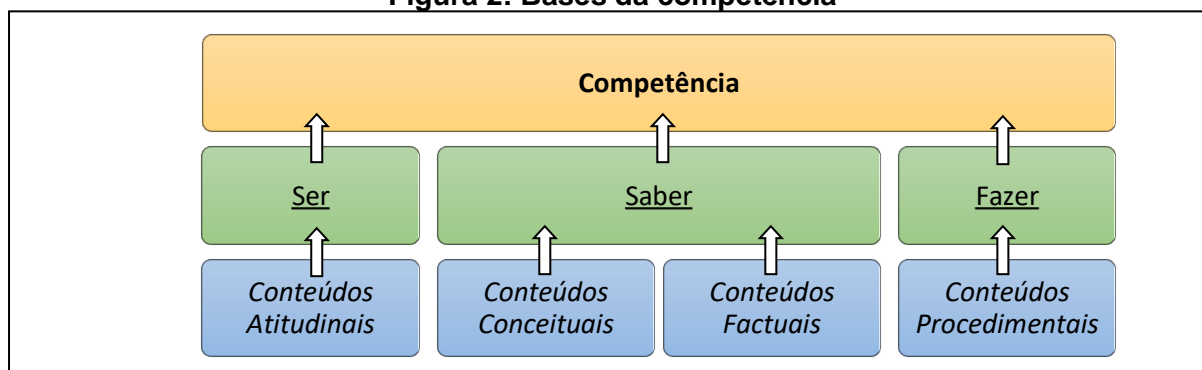 Figura 2: Bases da competência
Competência
Ser
Saber
Fazer
Conteúdos
Atitudinais
Conteúdos
Conceituais
Conteúdos
Factuais
Conteúdos
Procedimentais